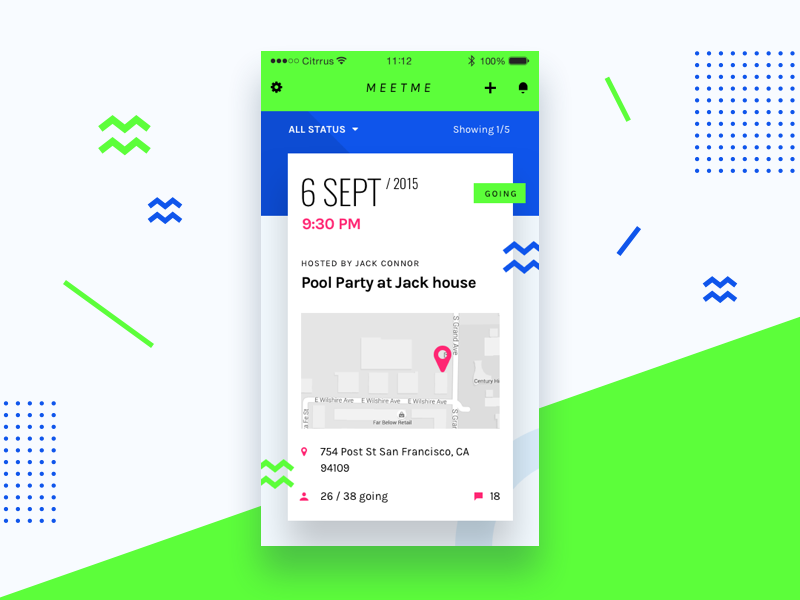 Citrrus 11:12 100%
MEETME
ALL STATUS Showing 1/5
6 SEPT / 2015
GOING
9:30 PM
HOSTED BY JACK CONNOR
Pool Party at Jack house
S Grand Ave
Century
E Wilshire Ave E Wilshire Ave E Wilshire Ave
S G
Far Below Retail
754 Post St San Francisco, CA
94109
26 / 38 going 18